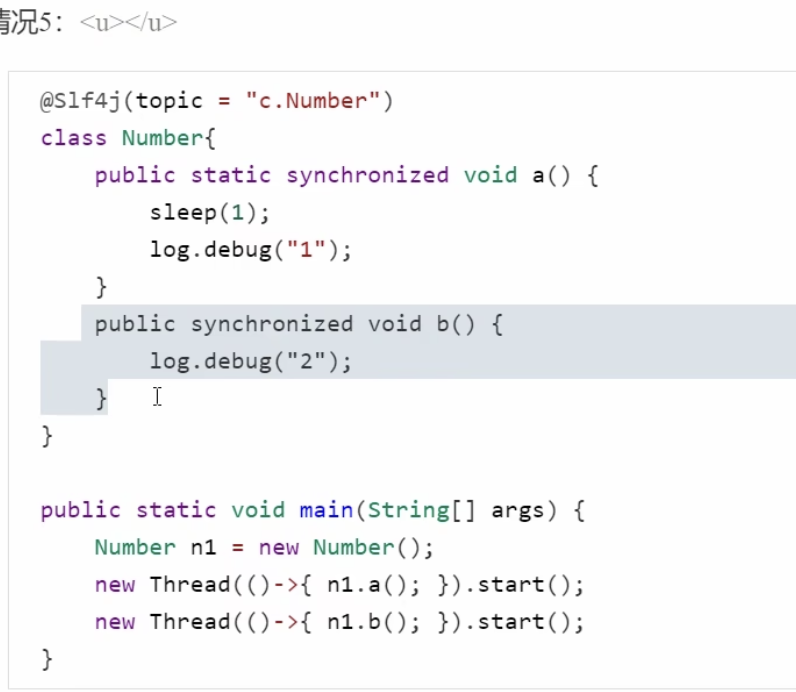 情况5：<u></u>
@Slf4j(topic = "c.Number")
class Number{
    public static synchronized void a() {
        sleep(1);
        log.debug("1");
    }
    public synchronized void b() {
        log.debug("2");
    }
}

public static void main(String[] args) {
    Number n1 = new Number();
    new Thread(()->{ n1.a(); }).start();
    new Thread(()->{ n1.b(); }).start();
}